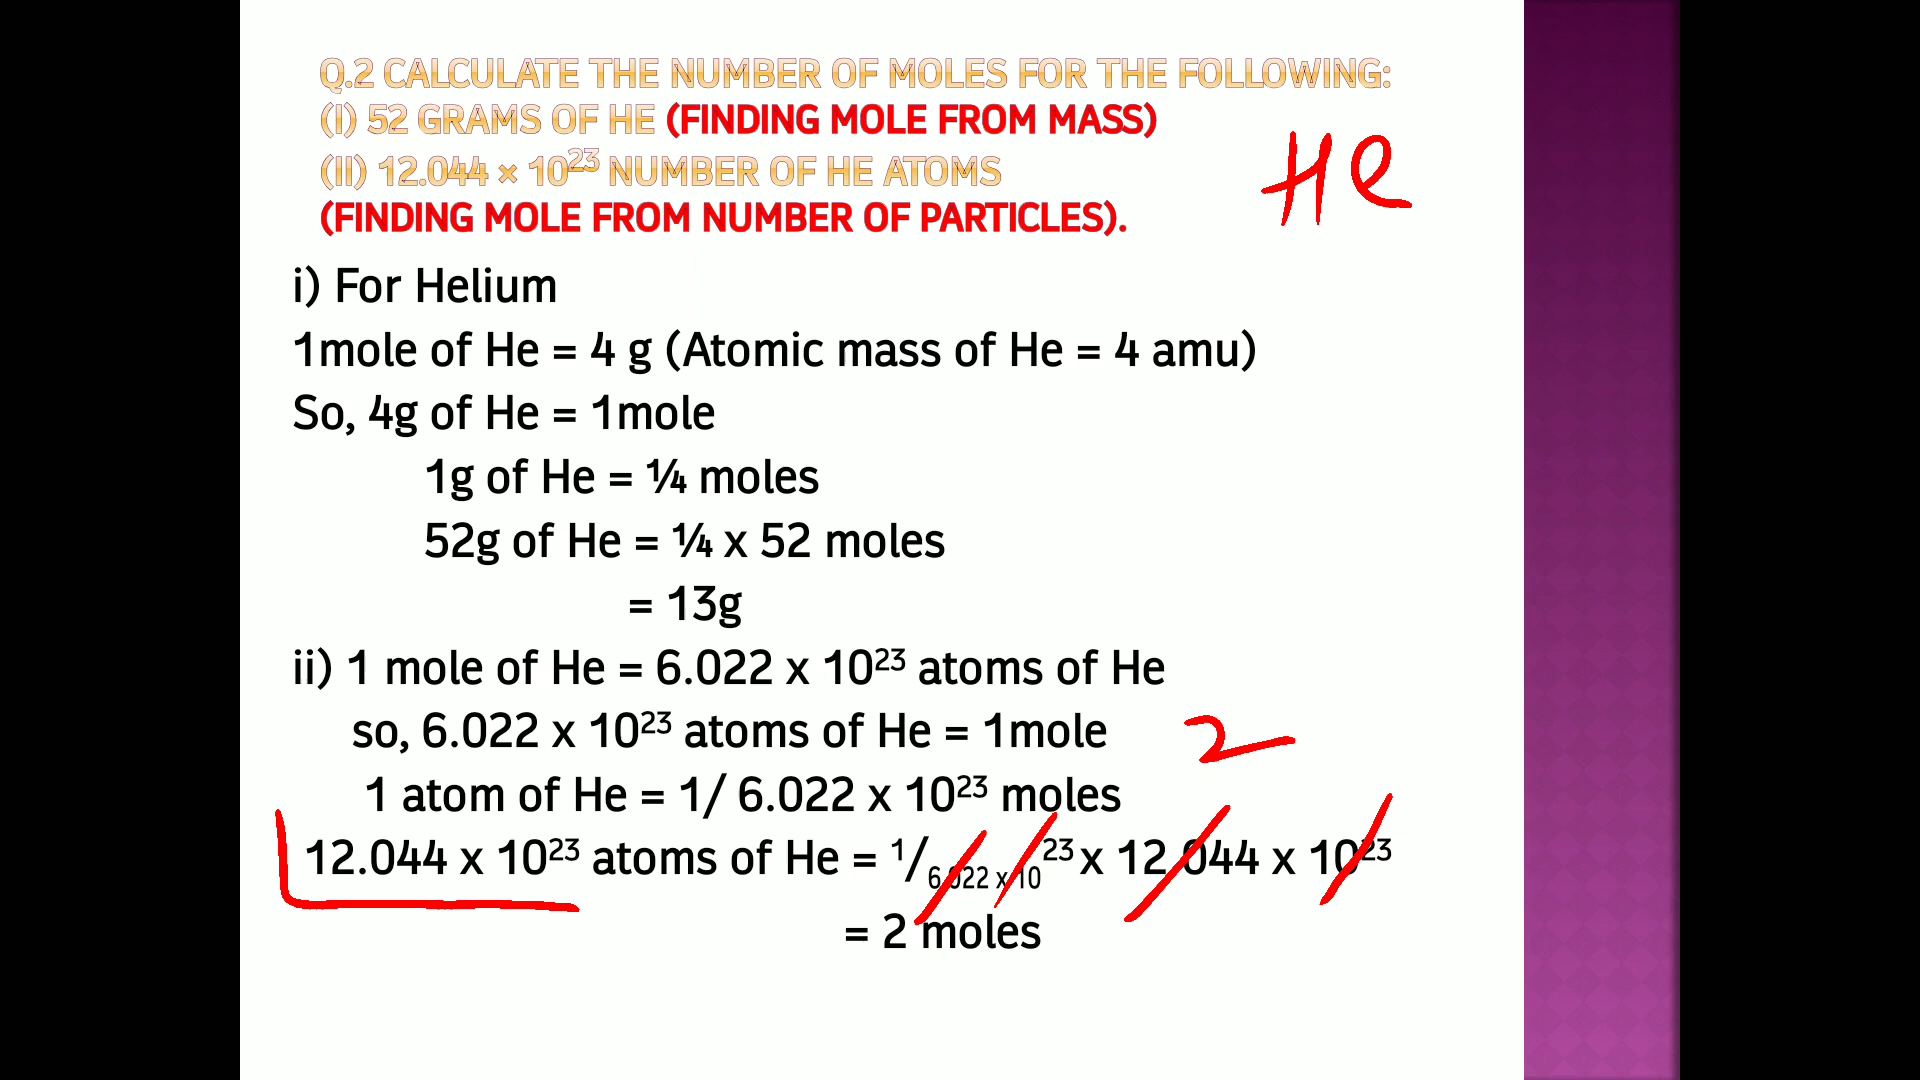 Q.2 CALCULATE THE NUMBER OF MOLES FOR THE FOLLOWING:
(I) 52 GRAMS OF HE (FINDING MOLE FROM MASS)
(II) 12.044 × 10²³ NUMBER OF HE ATOMS
(FINDING MOLE FROM NUMBER OF PARTICLES).
He
i) For Helium
1mole of He = 4 g (Atomic mass of He = 4 amu)
So, 4g of He = 1mole
1g of He = ¼ moles
52g of He = ¼ x 52 moles
= 13g
ii) 1 mole of He = 6.022 x 10²³ atoms of He
so, 6.022 x 10²³ atoms of He = 1mole
2
1 atom of He = 1/ 6.022 x 10²³ moles
12.044 x 10²³ atoms of He = ¹/₆.₀₂₂ ₓ ₁₀²³ x 12.044 x 10²³
= 2 moles